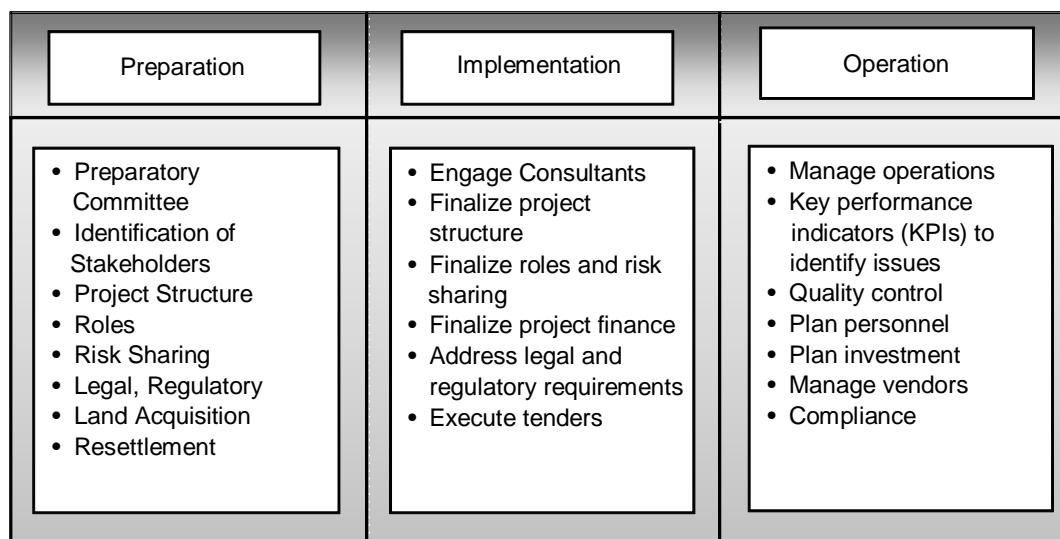 Preparation
Implementation
Operation
• Preparatory
Committee
• Identification of
Stakeholders
• Project Structure
• Roles
• Risk Sharing
• Legal, Regulatory
• Land Acquisition
• Resettlement
• Engage Consultants
• Finalize project
structure
• Finalize roles and risk
sharing
• Finalize project finance
• Address legal and
regulatory requirements
• Execute tenders
• Manage operations
• Key performance
indicators (KPIs) to
identify issues
• Quality control
• Plan personnel
• Plan investment
• Manage vendors
• Compliance